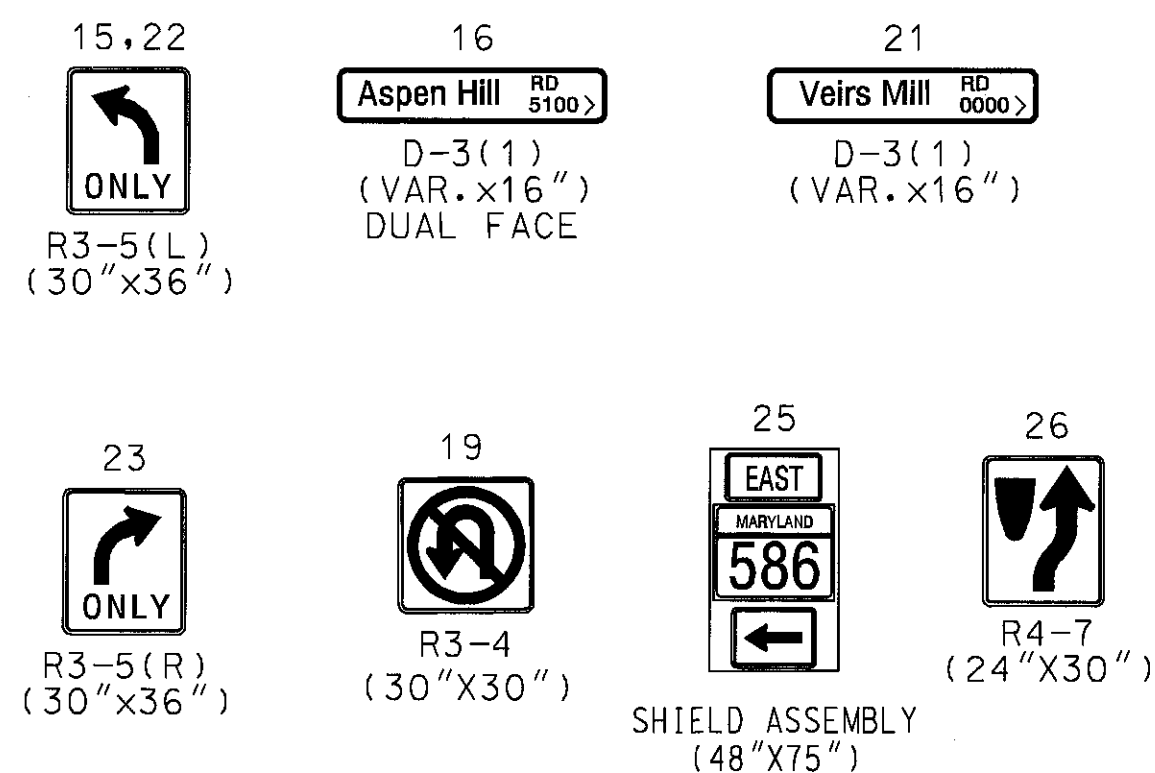 15,22
ONLY
R3-5(L)
(30"x36")
16
Aspen Hill RD 5100 >
D-3(1)
(VAR.x16")
DUAL FACE
21
Veirs Mill RD 0000 >
D-3(1)
(VAR.x16")
23
ONLY
R3-5(R)
(30"x36")
19
R3-4
(30"X30")
25
EAST
MARYLAND
586
SHIELD ASSEMBLY
(48"X75")
26
R4-7
(24"X30")